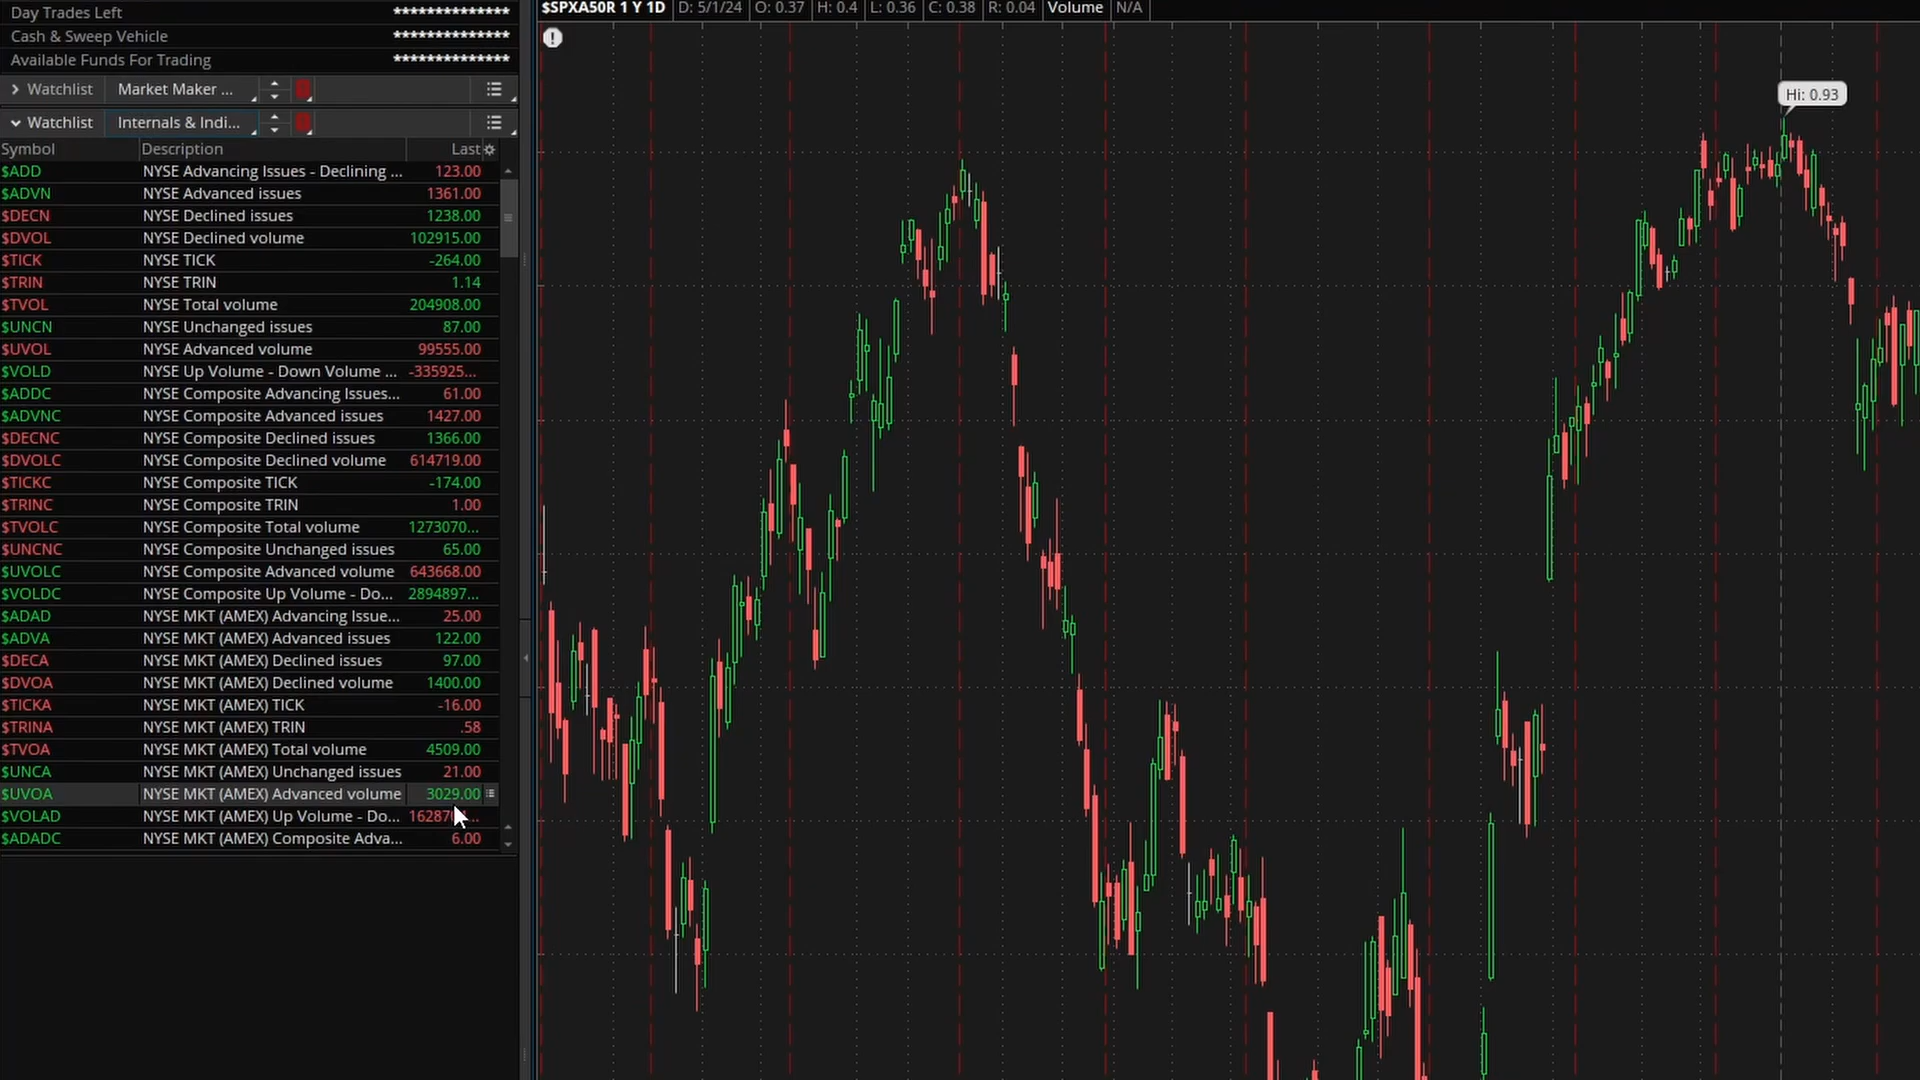 Day Trades Left **************
Cash & Sweep Vehicle **************
Available Funds For Trading **************
Watchlist Market Maker ...
Watchlist Internals & Indi...
Symbol Description Last
$ADD NYSE Advancing Issues - Declining ... 123.00
$ADVN NYSE Advanced issues 1361.00
$DECN NYSE Declined issues 1238.00
$DVOL NYSE Declined volume 102915.00
$TICK NYSE TICK -264.00
$TRIN NYSE TRIN 1.14
$TVOL NYSE Total volume 204908.00
$UNCN NYSE Unchanged issues 87.00
$UVOL NYSE Advanced volume 99555.00
$VOLD NYSE Up Volume - Down Volume ... -335925...
$ADDC NYSE Composite Advancing Issues... 61.00
$ADVNC NYSE Composite Advanced issues 1427.00
$DECNC NYSE Composite Declined issues 1366.00
$DVOLC NYSE Composite Declined volume 614719.00
$TICKC NYSE Composite TICK -174.00
$TRINC NYSE Composite TRIN 1.00
$TVOLC NYSE Composite Total volume 1273070...
$UNCNC NYSE Composite Unchanged issues 65.00
$UVOLC NYSE Composite Advanced volume 643668.00
$VOLDC NYSE Composite Up Volume - Do... 2894897...
$ADAD NYSE MKT (AMEX) Advancing Issue... 25.00
$ADVA NYSE MKT (AMEX) Advanced issues 122.00
$DECA NYSE MKT (AMEX) Declined issues 97.00
$DVOA NYSE MKT (AMEX) Declined volume 1400.00
$TICKA NYSE MKT (AMEX) TICK -16.00
$TRINA NYSE MKT (AMEX) TRIN .58
$TVOA NYSE MKT (AMEX) Total volume 4509.00
$UNCA NYSE MKT (AMEX) Unchanged issues 21.00
$UVOA NYSE MKT (AMEX) Advanced volume 3029.00
$VOLAD NYSE MKT (AMEX) Up Volume - Do...
$ADADC NYSE MKT (AMEX) Composite Adva... 6.00
$SPXA50R 1 Y 1D D: 5/1/24 O: 0.37 H: 0.4 L: 0.36 C: 0.38 R: 0.04 Volume N/A
Hi: 0.93